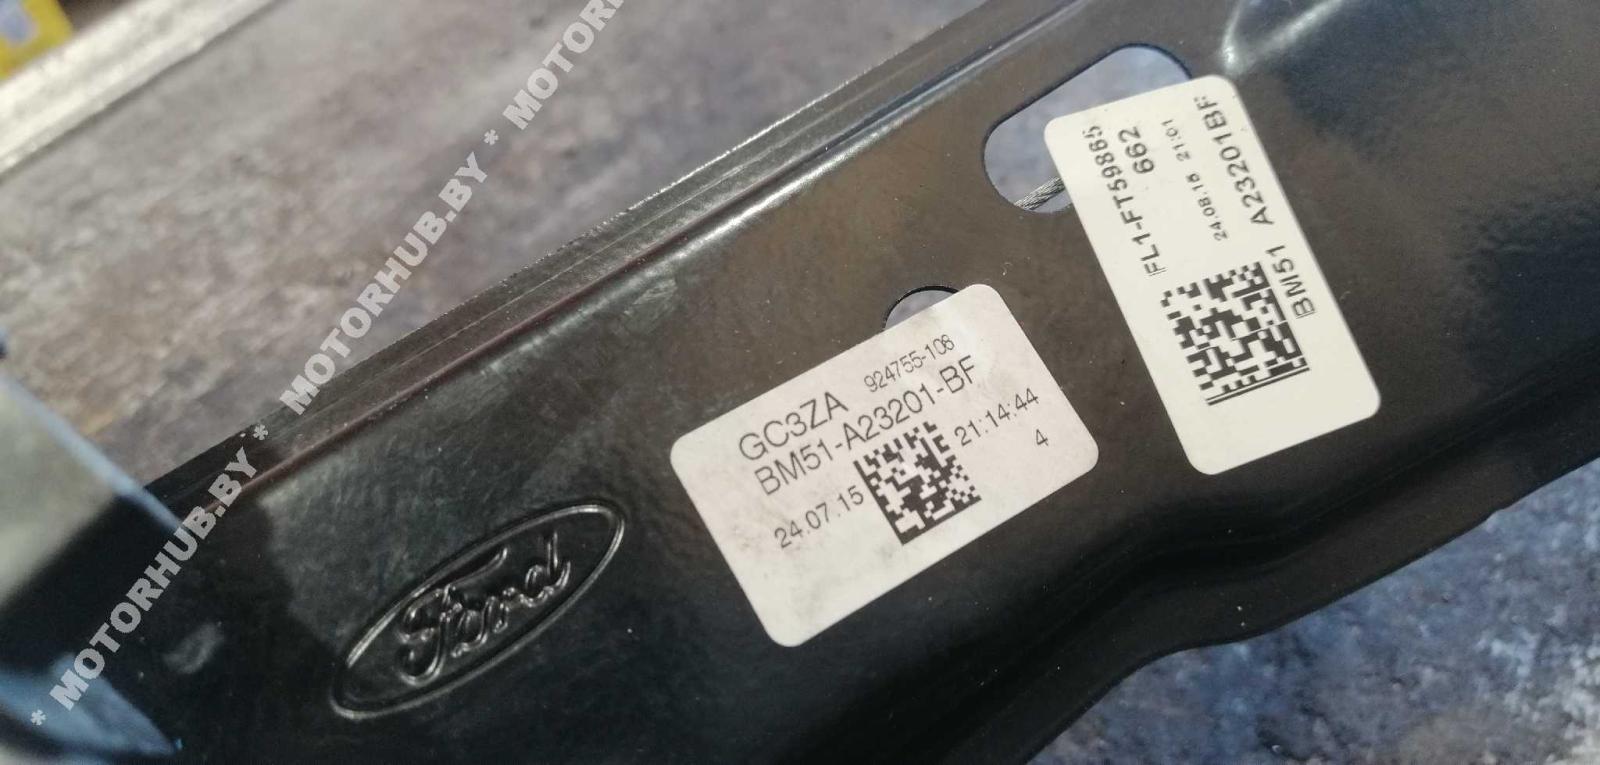 * MOTORHUB.BY * MOTORHUB.BY * MOTORHUB.BY * MOTOR
Ford
GC3ZA 924755-108
BM51-A23201-BF
24.07.15 21:14:44
4
FL1-FT59865
662
24.08.15 21:01
BM51 A23201BF